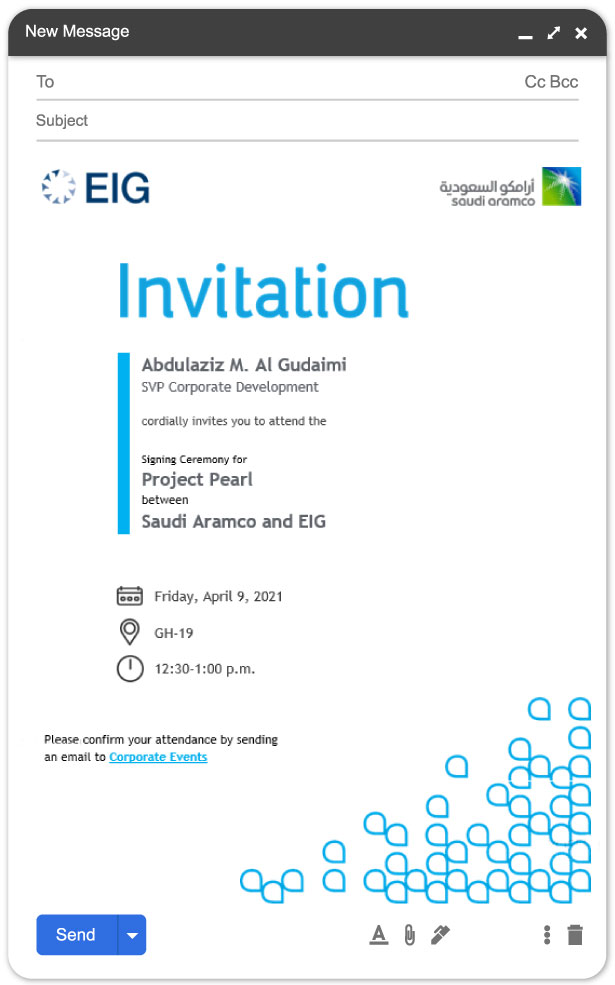 New Message
To Cc Bcc
Subject
EIG
أرامكو السعودية
saudi aramco
Invitation
Abdulaziz M. Al Gudaimi
SVP Corporate Development
cordially invites you to attend the
Signing Ceremony for
Project Pearl
between
Saudi Aramco and EIG
Friday, April 9, 2021
GH-19
12:30-1:00 p.m.
Please confirm your attendance by sending
an email to Corporate Events
Send
A